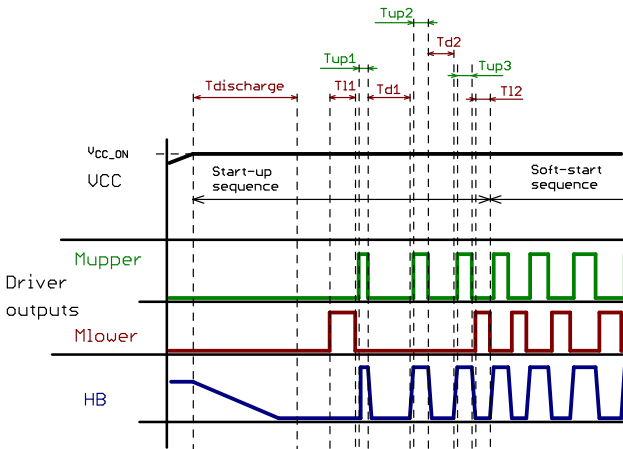 Tup2
Td2
Tup1
Tup3
Tdischarge
Tl1
Td1
Tl2
VCC_ON
VCC
Start-up
sequence
Soft-start
sequence
Mupper
Driver
outputs
Mlower
HB